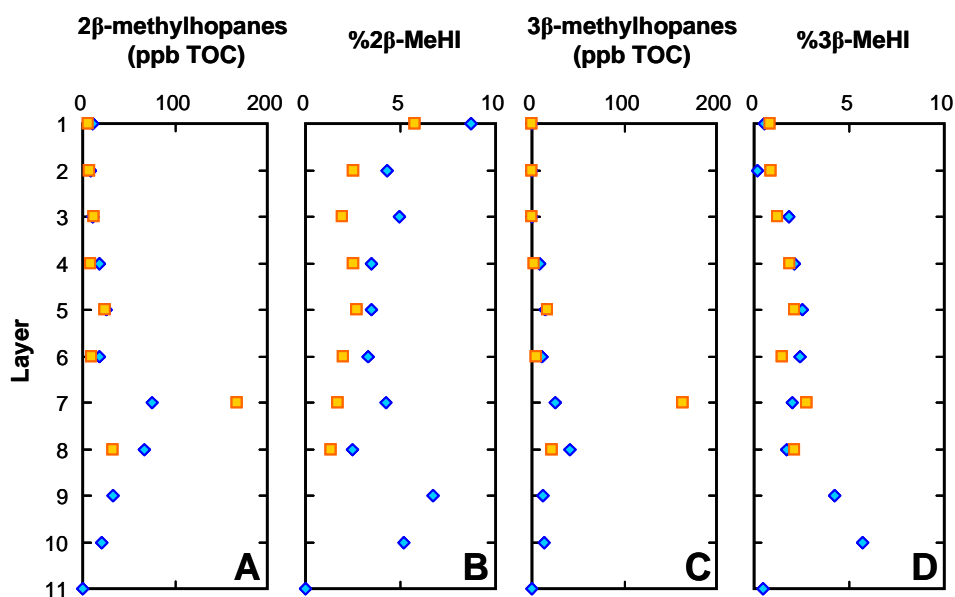 2β-methylhopanes
(ppb TOC)
%2β-MeHI
3β-methylhopanes
(ppb TOC)
%3β-MeHI
0 100 200
0 5 10
0 100 200
0 5 10
Layer
1
2
3
4
5
6
7
8
9
10
11
A
B
C
D